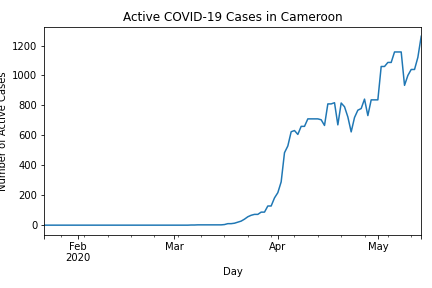 Active COVID-19 Cases in Cameroon
Number of Active Cases
1200
1000
800
600
400
200
0
Feb
2020
Mar
Apr
May
Day